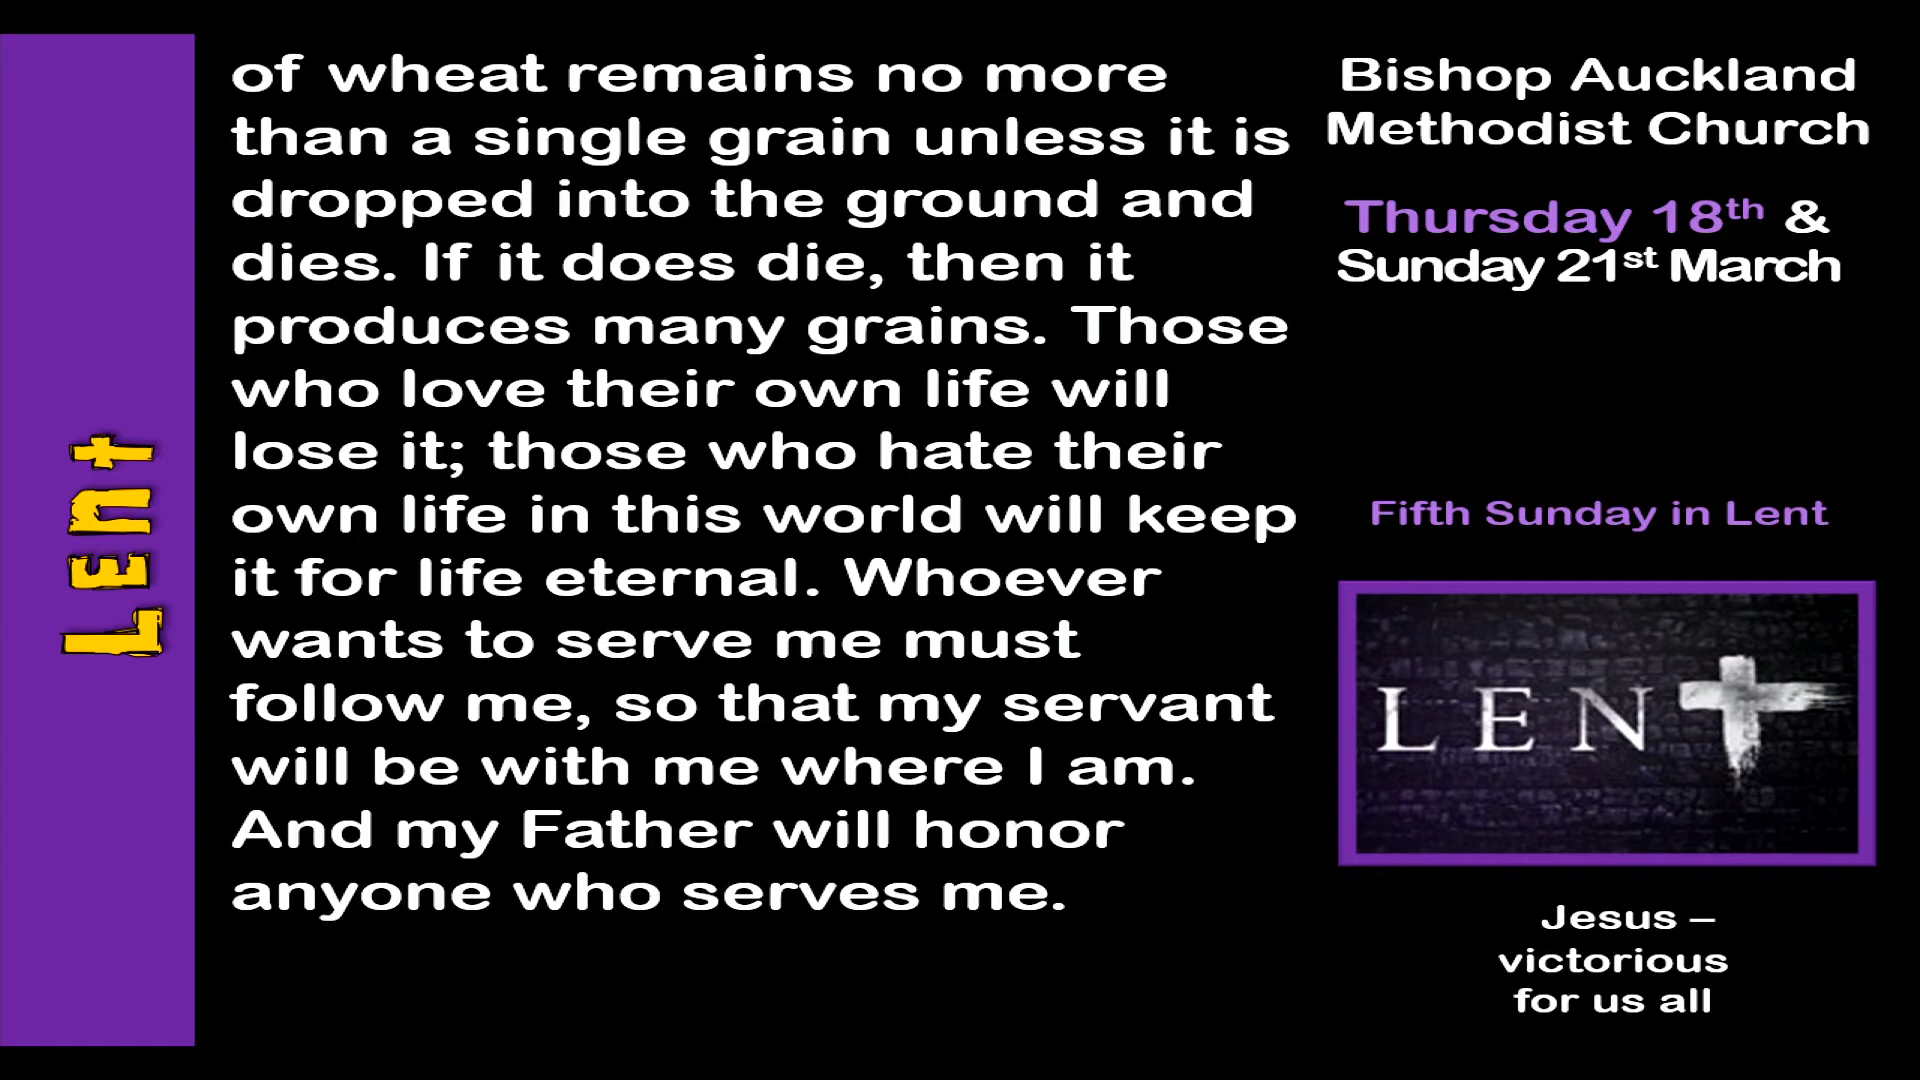 Lent
of wheat remains no more
than a single grain unless it is
dropped into the ground and
dies. If it does die, then it
produces many grains. Those
who love their own life will
lose it; those who hate their
own life in this world will keep
it for life eternal. Whoever
wants to serve me must
follow me, so that my servant
will be with me where I am.
And my Father will honor
anyone who serves me.
Bishop Auckland
Methodist Church
Thursday 18th &
Sunday 21st March
Fifth Sunday in Lent
LENT
Jesus –
victorious
for us all